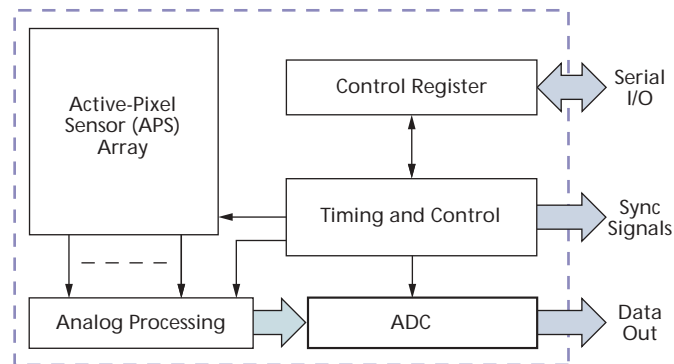 Active-Pixel
Sensor (APS)
Array
Control Register
Serial
I/O
Timing and Control
Sync
Signals
Analog Processing
ADC
Data
Out